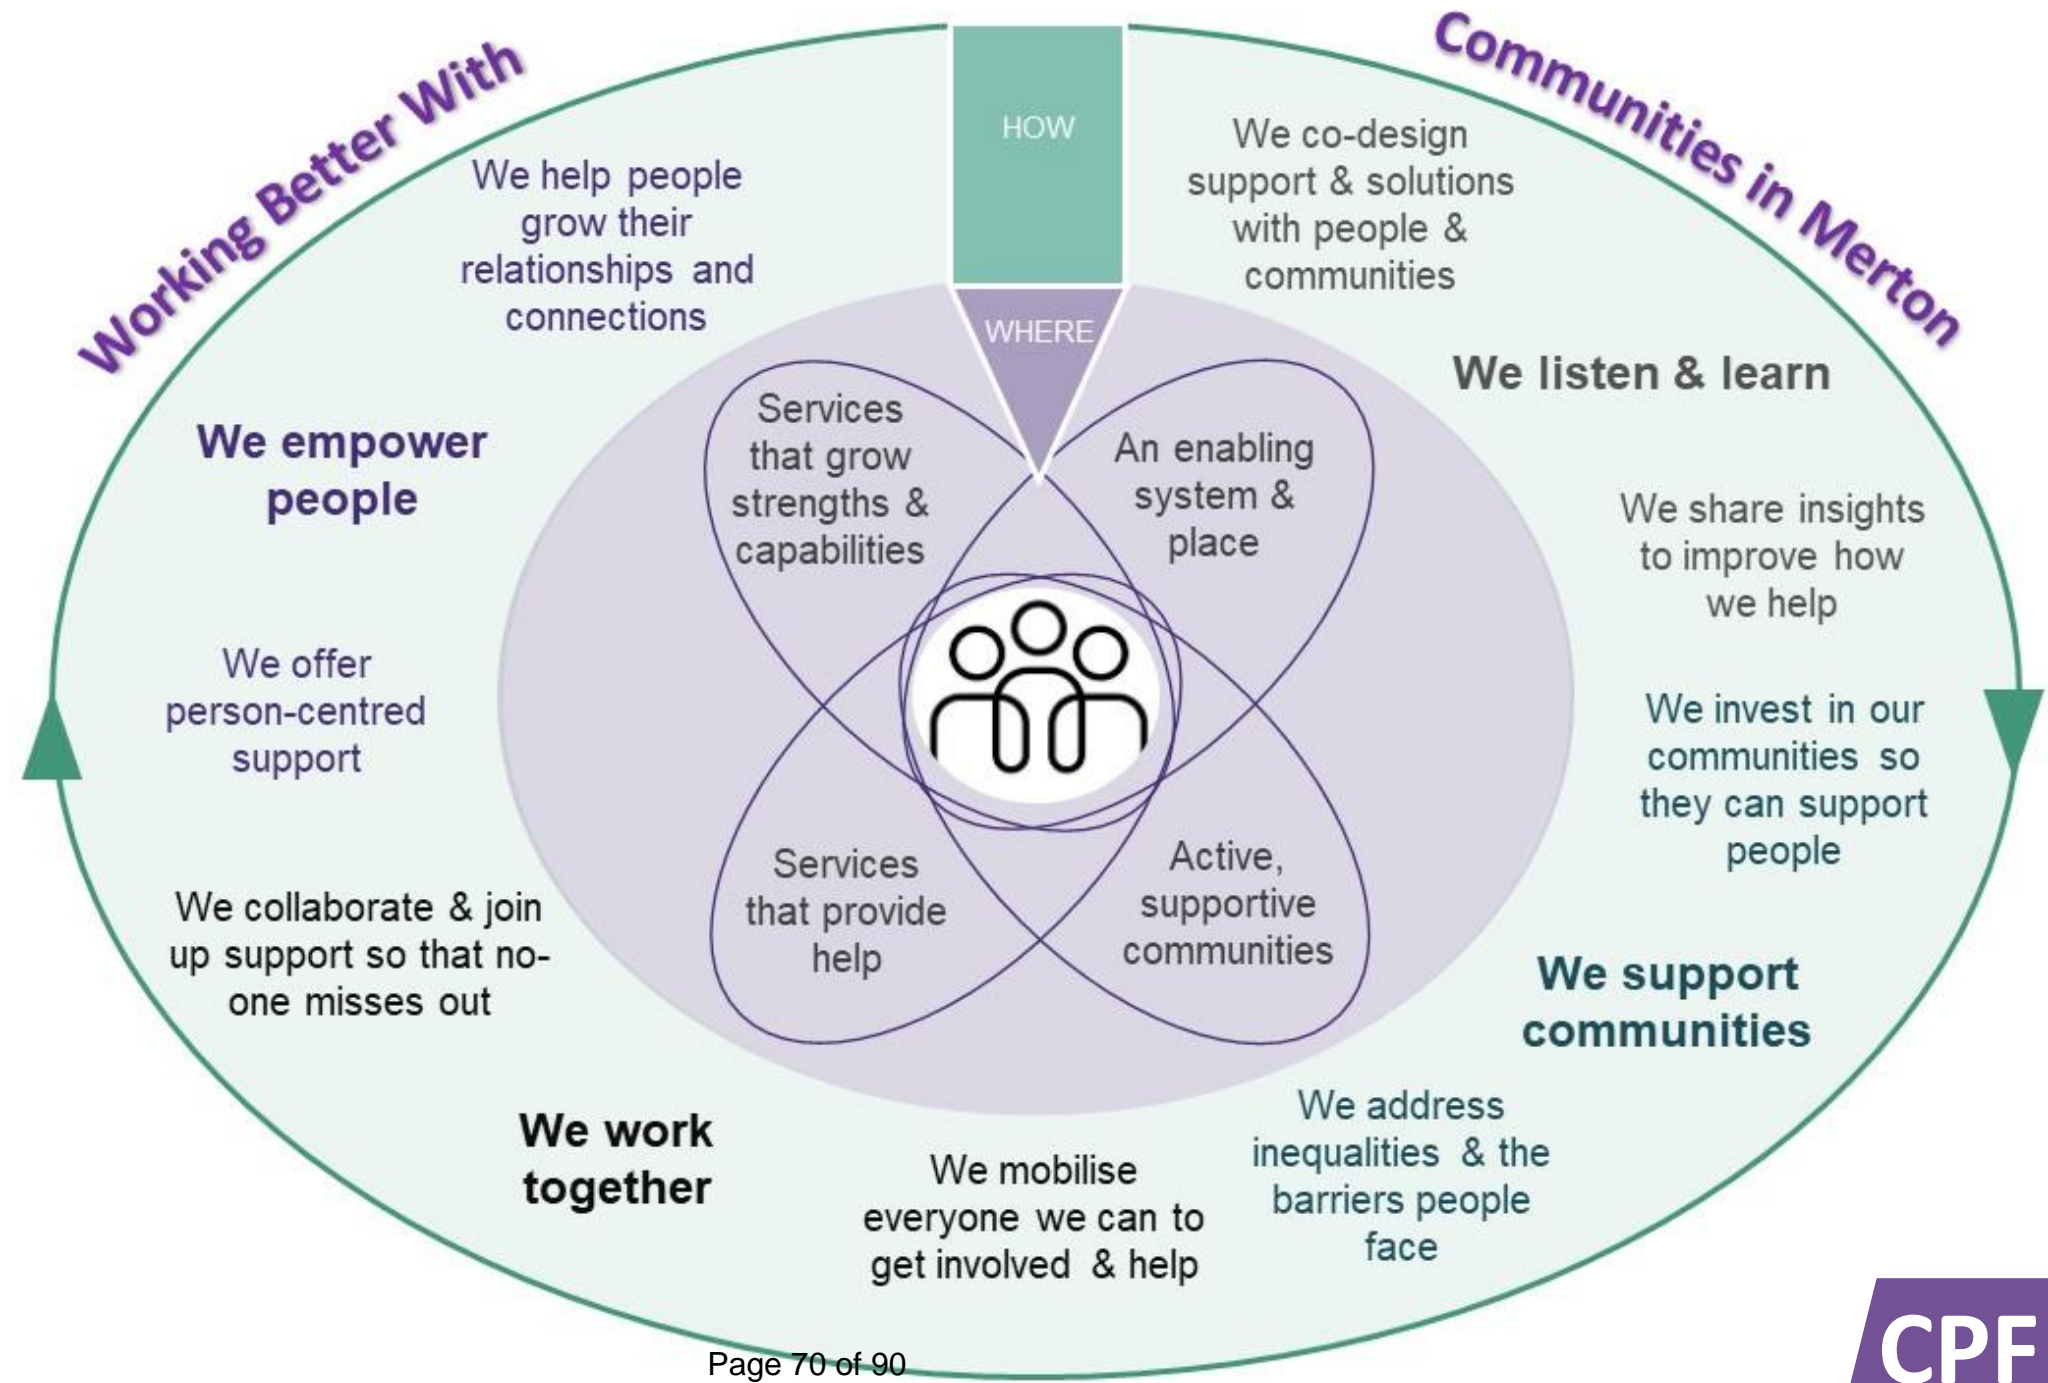 Working Better With
Communities in Merton
HOW
We co-design
support & solutions
with people &
communities
We listen & learn
We share insights
to improve how
we help
We invest in our
communities so
they can support
people
We support
communities
We address
inequalities & the
barriers people
face
We mobilise
everyone we can to
get involved & help
We work
together
We collaborate & join
up support so that no-
one misses out
We offer
person-centred
support
We empower
people
We help people
grow their
relationships and
connections
WHERE
Services
that grow
strengths &
capabilities
An enabling
system &
place
Services
that provide
help
Active,
supportive
communities
Page 70 of 90
CPF